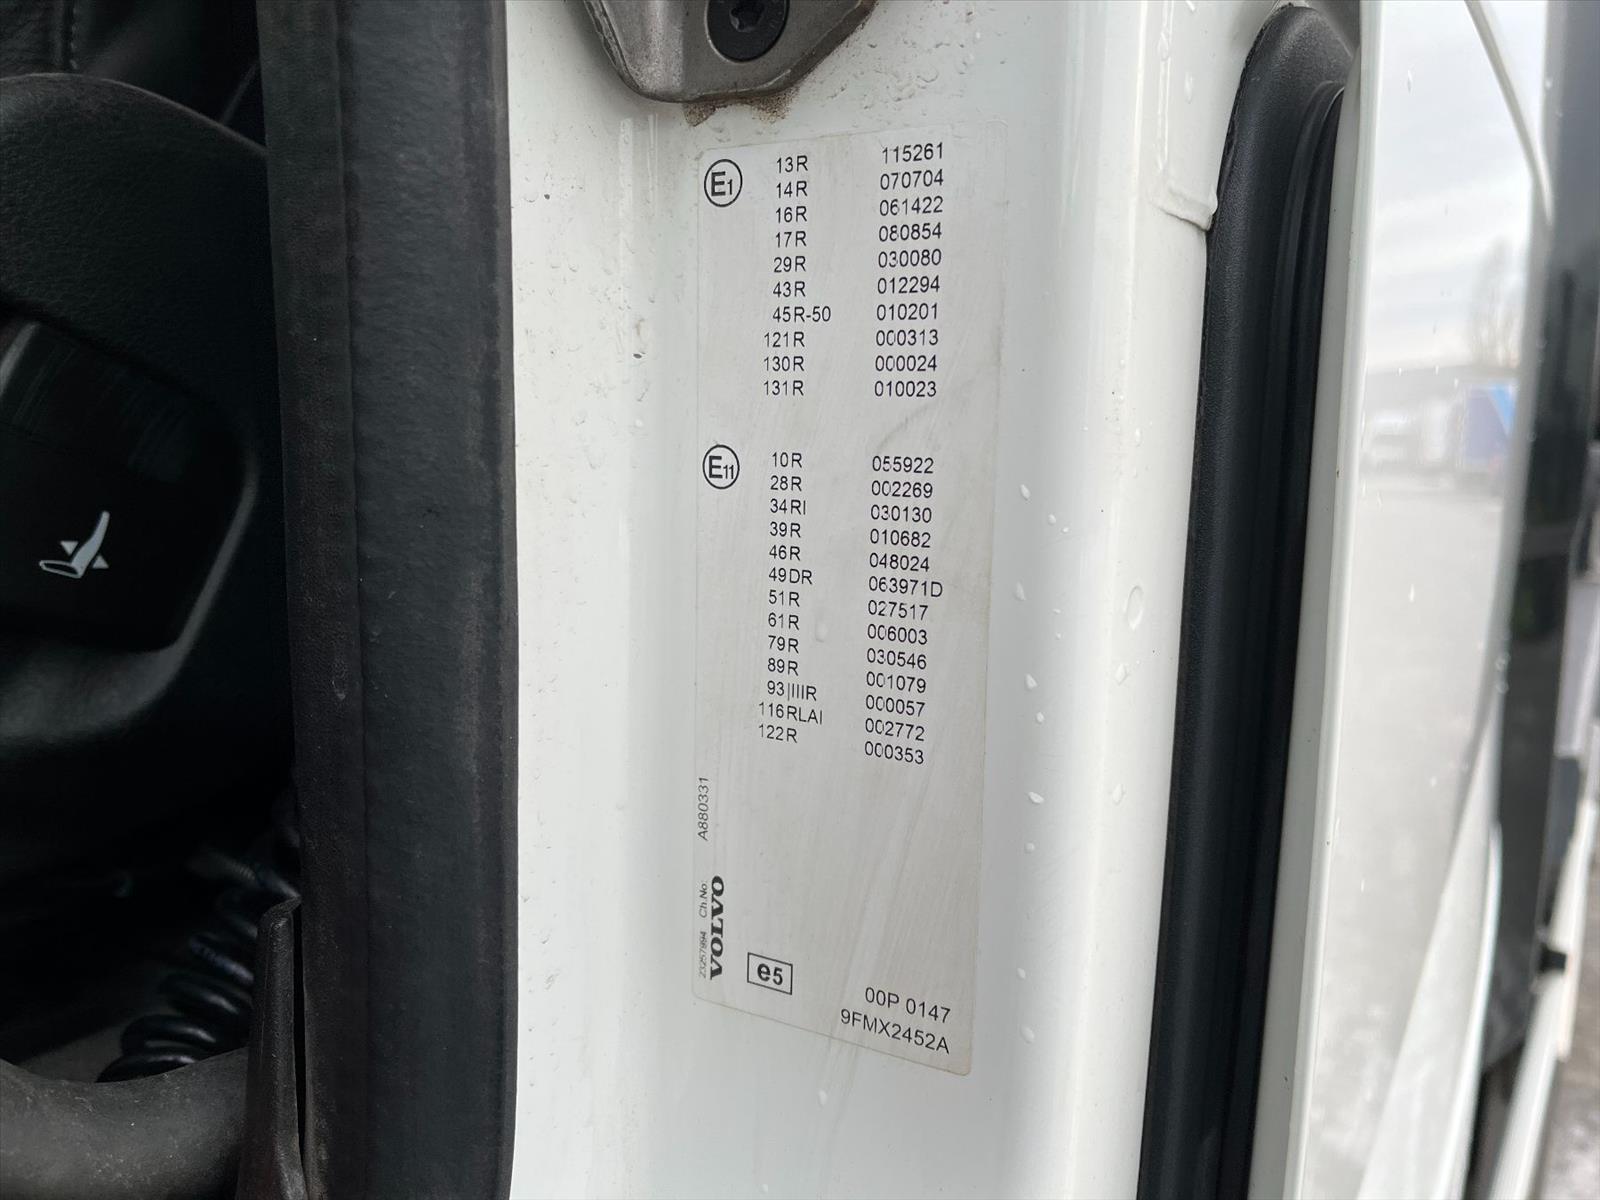 E1 13R 115261
14R 070704
16R 061422
17R 080854
29R 030080
43R 012294
45R-50 010201
121R 000313
130R 000024
131R 010023
E11 10R 055922
28R 002269
34RI 030130
39R 010682
46R 048024
49DR 063971D
51R 027517
61R 006003
79R 030546
89R 001079
93|IIIR 000057
116RLAI 002772
122R 000353
A880331
VOLVO
Ch.No:
e5
00P 0147
9FMX2452A